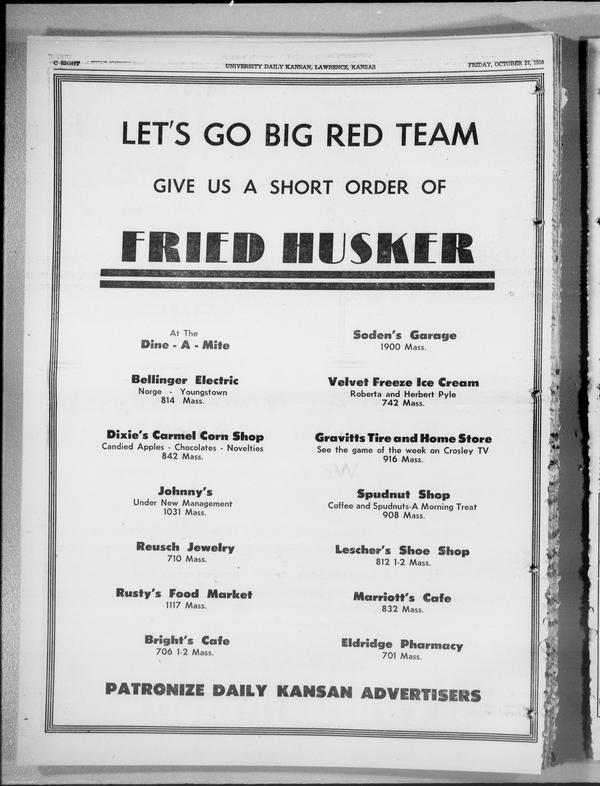 C EIGHT
UNIVERSITY DAILY KANSAN, LAWRENCE, KANSAS
FRIDAY, OCTOBER 27, 1950
LET'S GO BIG RED TEAM
GIVE US A SHORT ORDER OF
FRIED HUSKER
At The
Dine - A - Mite
Bellinger Electric
Norge - Youngstown
814 Mass.
Dixie's Carmel Corn Shop
Candied Apples - Chocolates - Novelties
842 Mass.
Johnny's
Under New Management
1031 Mass.
Reusch Jewelry
710 Mass.
Rusty's Food Market
1117 Mass.
Bright's Cafe
706 1-2 Mass.
Soden's Garage
1900 Mass.
Velvet Freeze Ice Cream
Roberta and Herbert Pyle
742 Mass.
Gravitts Tire and Home Store
See the game of the week on Crosley TV
916 Mass.
Spudnut Shop
Coffee and Spudnuts-A Morning Treat
908 Mass.
Lescher's Shoe Shop
812 1-2 Mass.
Marriott's Cafe
832 Mass.
Eldridge Pharmacy
701 Mass.
PATRONIZE DAILY KANSAN ADVERTISERS